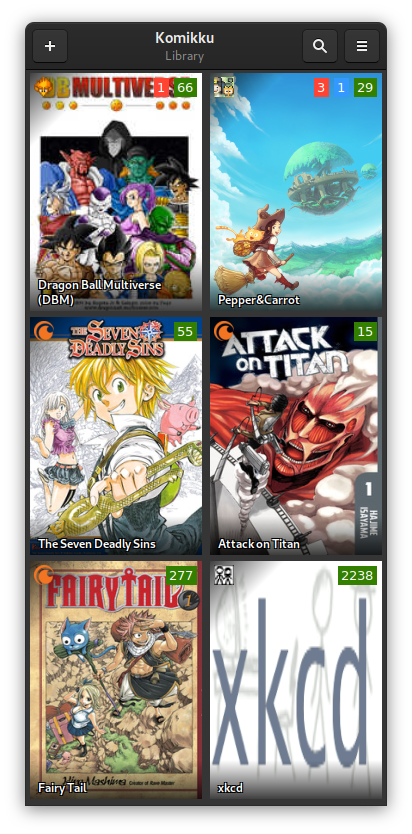 Komikku
Library
DB MULTIVERSE
1 66
Dragon Ball Multiverse
(DBM)
3 1 29
Pepper&Carrot
55
THE SEVEN
DEADLY SINS
The Seven Deadly Sins
15
ATTACK
ON TITAN
1
HAJIME
ISAYAMA
Attack on Titan
277
FAIRY TAIL
1
Hiro Mashima
Fairy Tail
2238
xkcd
xkcd